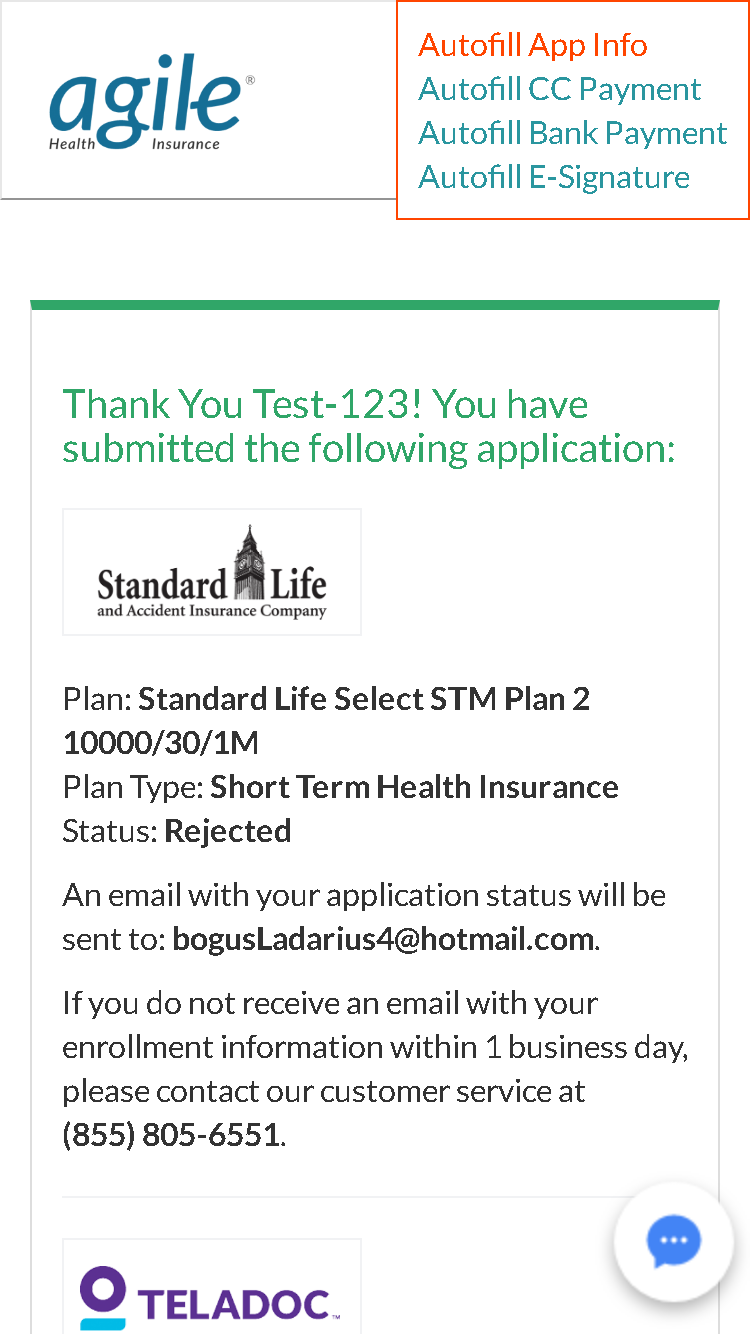 agile®
Health Insurance
Autofill App Info
Autofill CC Payment
Autofill Bank Payment
Autofill E-Signature
Thank You Test-123! You have
submitted the following application:
Standard Life
and Accident Insurance Company
Plan: Standard Life Select STM Plan 2
10000/30/1M
Plan Type: Short Term Health Insurance
Status: Rejected
An email with your application status will be
sent to: bogusLadarius4@hotmail.com.
If you do not receive an email with your
enrollment information within 1 business day,
please contact our customer service at
(855) 805-6551.
TELADOC™